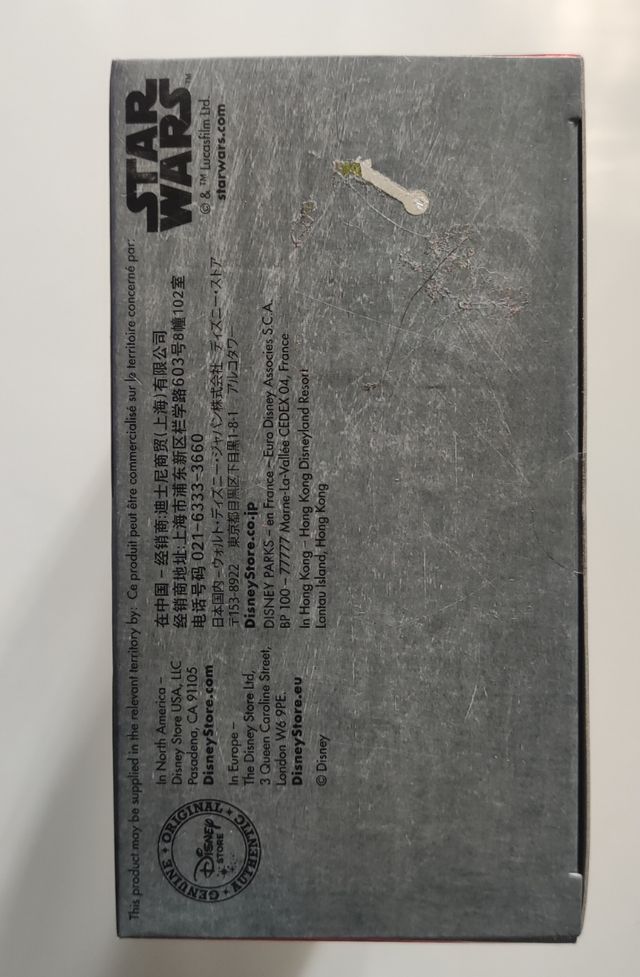 This product may be supplied in the relevant territory by: Ce produit peut être commercialisé sur le territoire concerné par:
GENUINE ORIGINAL AUTHENTIC
DISNEY
STORE
In North America –
Disney Store USA, LLC
Pasadena, CA 91105
DisneyStore.com
In Europe –
The Disney Store Ltd,
3 Queen Caroline Street,
London W6 9PE.
DisneyStore.eu
© Disney
在中国 – 经销商:迪士尼商贸(上海)有限公司
经销商地址:上海市浦东新区栏学路603号8幢102室
电话号码 021-6333-3660
日本国内 – ウォルト・ディズニー・ジャパン株式会社 ディズニー・ストア
〒153-8922 東京都目黒区下目黒1-8-1 アルコタワー
DisneyStore.co.jp
DISNEY PARKS – en France – Euro Disney Associes S.C.A.
BP 100 – 77777 Marne-La-Vallée CEDEX 04, France
In Hong Kong – Hong Kong Disneyland Resort
Lantau Island, Hong Kong
STAR
WARS™
© & ™ Lucasfilm Ltd.
starwars.com